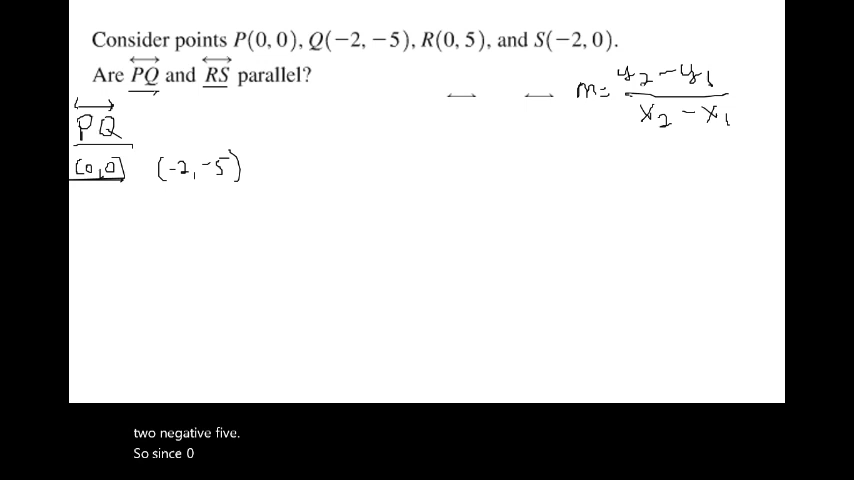 Consider points P(0, 0), Q(−2, −5), R(0, 5), and S(−2, 0).
Are PQ and RS parallel?
m= y2 − y1
x2 − x1
PQ
(0,0) (-2, -5)
two negative five.
So since 0